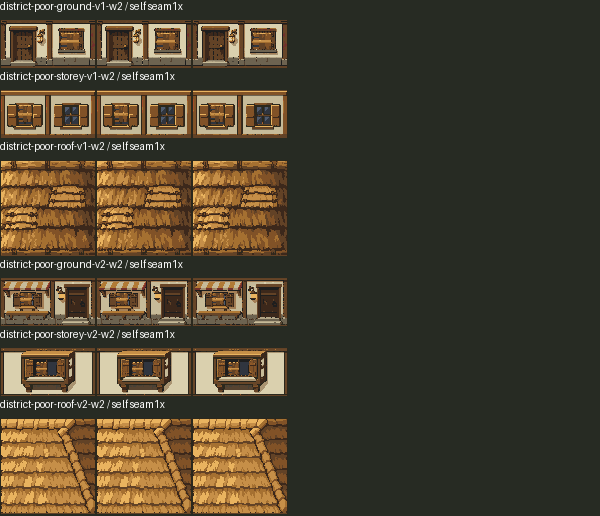 district-poor-ground-v1-w2 / selfseam1x
district-poor-storey-v1-w2 / selfseam1x
district-poor-roof-v1-w2 / selfseam1x
district-poor-ground-v2-w2 / selfseam1x
district-poor-storey-v2-w2 / selfseam1x
district-poor-roof-v2-w2 / selfseam1x